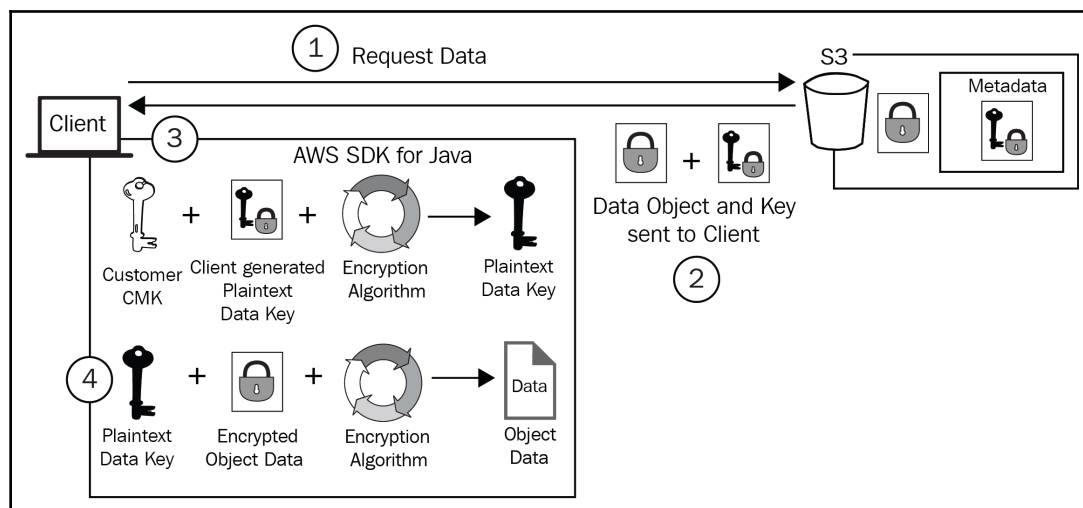 1
Request Data
S3
Metadada
Client
3
AWS SDK for Java
+
Data Object and Key
sent to Client
2
+
+
Customer
CMK
Client generated
Plaintext
Data Key
Encryption
Algorithm
Plaintext
Data Key
4
+
+
Data
Plaintext
Data Key
Encrypted
Object Data
Encryption
Algorithm
Object
Data